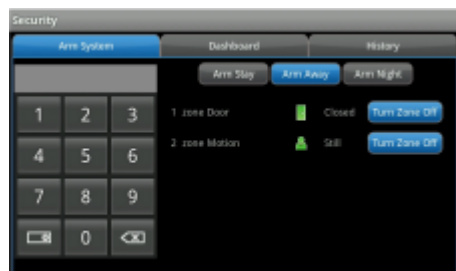 Security
Arm System Dashboard History
Arm Stay Arm Away Arm Night
1 2 3
4 5 6
7 8 9
0
1 zone Door Closed Turn Zone Off
2 zone Motion Still Turn Zone Off